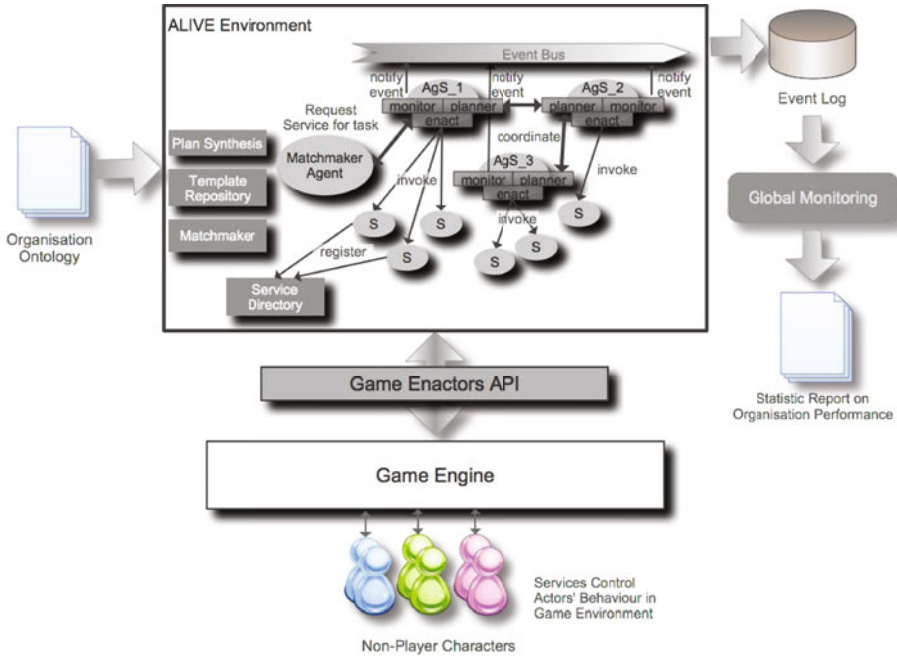 ALIVE Environment
Event Bus
notify
event
notify
event
notify
event
AgS_1
AgS_2
monitor
planner
enact
planner
monitor
enact
Request
Service for task
coordinate
Matchmaker
Agent
AgS_3
monitor
planner
enact
invoke
invoke
invoke
S
S
S
S
S
S
register
Plan Synthesis
Template
Repository
Matchmaker
Service
Directory
Organisation
Ontology
Event Log
Global Monitoring
Statistic Report on
Organisation Performance
Game Enactors API
Game Engine
Services Control
Actors' Behaviour in
Game Environment
Non-Player Characters